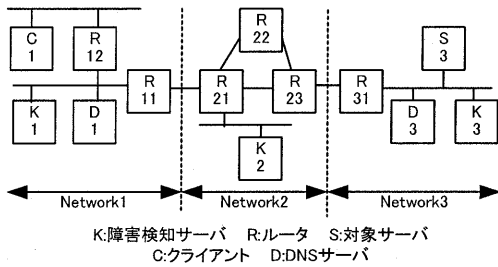 R
22
C
1
R
12
S
3
R
11
R
21
R
23
R
31
K
1
D
1
K
2
D
3
K
3
Network1
Network2
Network3
K:障害検知サーバ R:ルータ S:対象サーバ
C:クライアント D:DNSサーバ